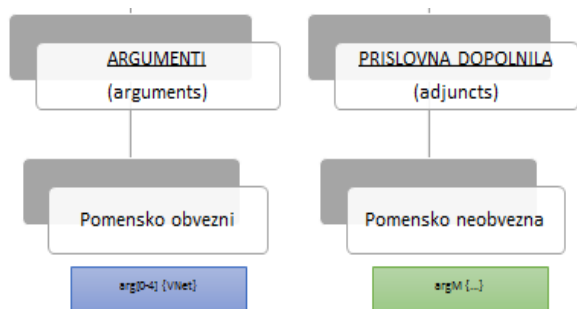 ARGUMENTI
(arguments)
PRISLOVNA DOPOLNILA
(adjuncts)
Pomensko obvezni
Pomensko neobvezna
arg[0-4] {VNet}
argM {...}